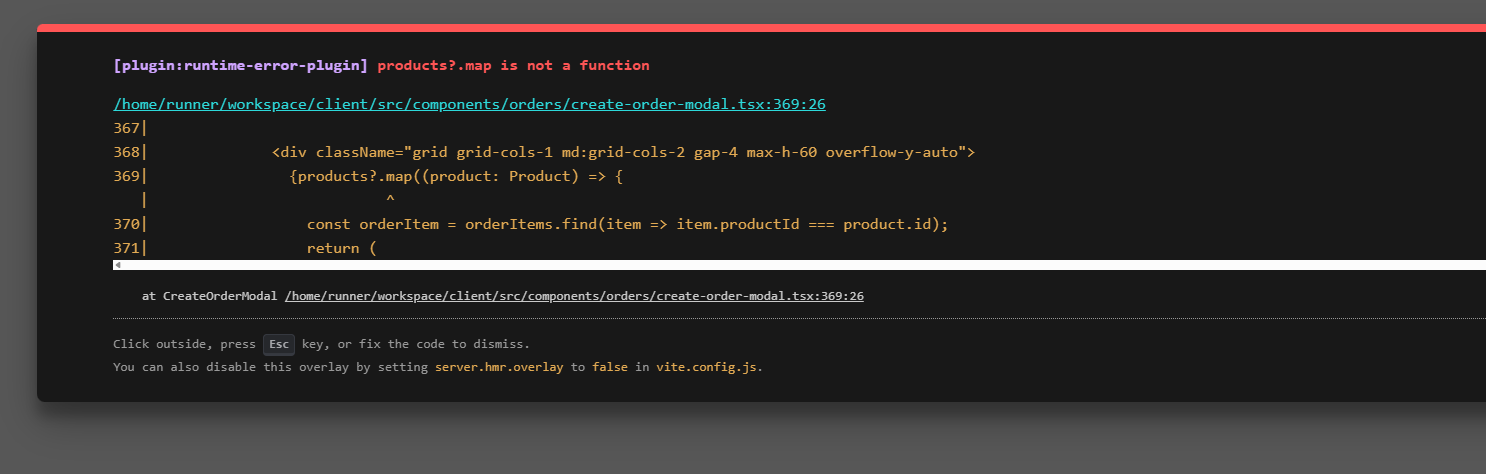 [plugin:runtime-error-plugin] products?.map is not a function
/home/runner/workspace/client/src/components/orders/create-order-modal.tsx:369:26
367|
368|              <div className="grid grid-cols-1 md:grid-cols-2 gap-4 max-h-60 overflow-y-auto">
369|                {products?.map((product: Product) => {
   |                           ^
370|                  const orderItem = orderItems.find(item => item.productId === product.id);
371|                  return (
at CreateOrderModal /home/runner/workspace/client/src/components/orders/create-order-modal.tsx:369:26
Click outside, press Esc key, or fix the code to dismiss.
You can also disable this overlay by setting server.hmr.overlay to false in vite.config.js.